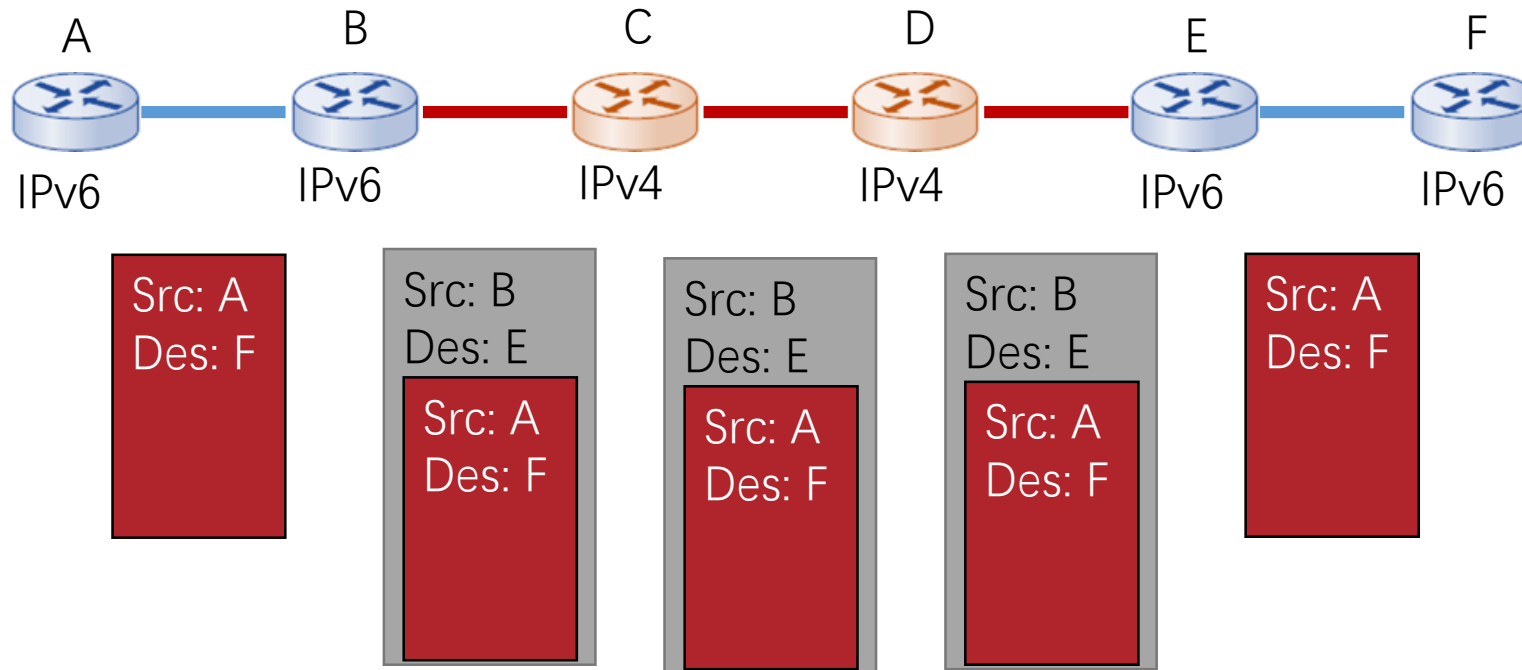 A
B
C
D
E
F
IPv6
IPv6
IPv4
IPv4
IPv6
IPv6
Src: A
Des: F
Src: B
Des: E
Src: A
Des: F
Src: B
Des: E
Src: A
Des: F
Src: B
Des: E
Src: A
Des: F
Src: A
Des: F